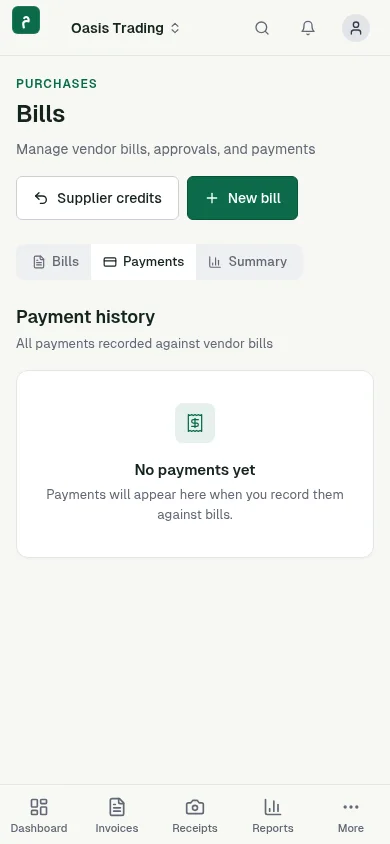 م
Oasis Trading
PURCHASES
Bills
Manage vendor bills, approvals, and payments
Supplier credits
New bill
Bills
Payments
Summary
Payment history
All payments recorded against vendor bills
No payments yet
Payments will appear here when you record them
against bills.
Dashboard
Invoices
Receipts
Reports
More